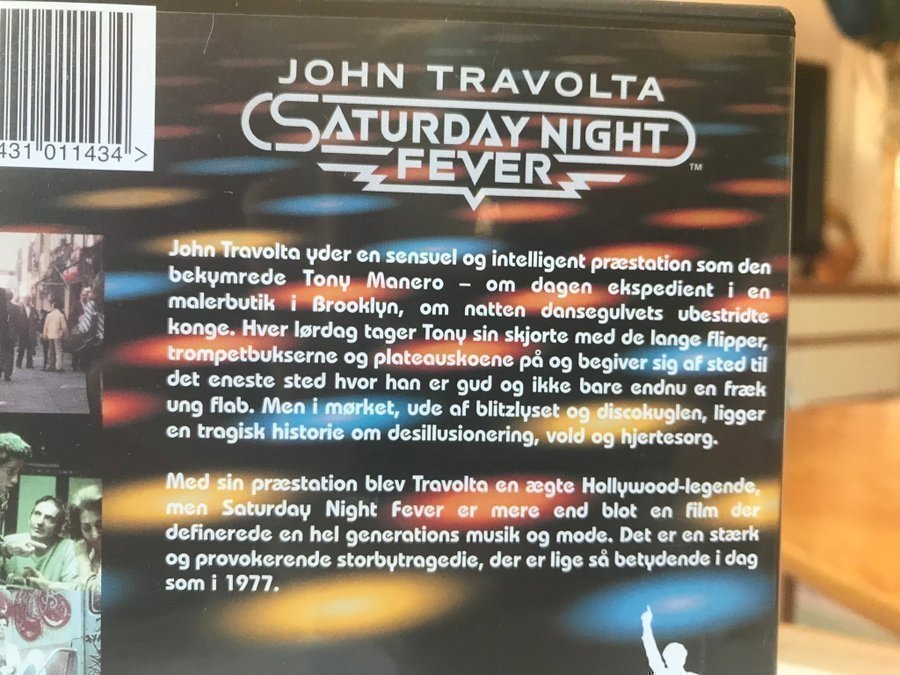 431 011434 >
JOHN TRAVOLTA
SATURDAY NIGHT
FEVER
TM
John Travolta yder en sensuel og intelligent præstation som den
bekymrede Tony Manero – om dagen ekspedient i en
malerbutik i Brooklyn, om natten dansegulvets ubestridte
konge. Hver lørdag tager Tony sin skjorte med de lange flipper,
trompetbukserne og plateauskoene på og begiver sig af sted til
det eneste sted hvor han er gud og ikke bare endnu en fræk
ung flab. Men i mørket, ude af blitzlyset og discokuglen, ligger
en tragisk historie om desillusionering, vold og hjertesorg.
Med sin præstation blev Travolta en ægte Hollywood-legende,
men Saturday Night Fever er mere end blot en film der
definerede en hel generations musik og mode. Det er en stærk
og provokerende storbytragedie, der er lige så betydende i dag
som i 1977.